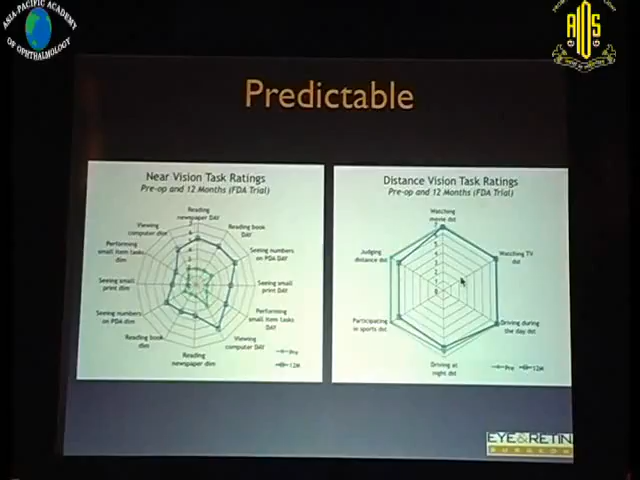 ASIA-PACIFIC ACADEMY
OF OPHTHALMOLOGY
AIOS
Predictable
Near Vision Task Ratings
Pre-op and 12 Months (FDA Trial)
Reading
newspaper DAY
Reading book
DAY
Seeing numbers
on PDA DAY
Seeing small
print DAY
Performing
small item tasks
DAY
Viewing
computer DAY
Reading
newspaper dim
Reading book
dim
Seeing numbers
on PDA dim
Seeing small
print dim
Performing
small item tasks
dim
Viewing
computer dim
Pre
12M
Distance Vision Task Ratings
Pre-op and 12 Months (FDA Trial)
Watching
movie dst
Watching TV
dst
Driving during
the day dst
Driving at
night dst
Participating
in sports dst
Judging
distance dst
Pre
12M
EYE&RETIN
SURGEON